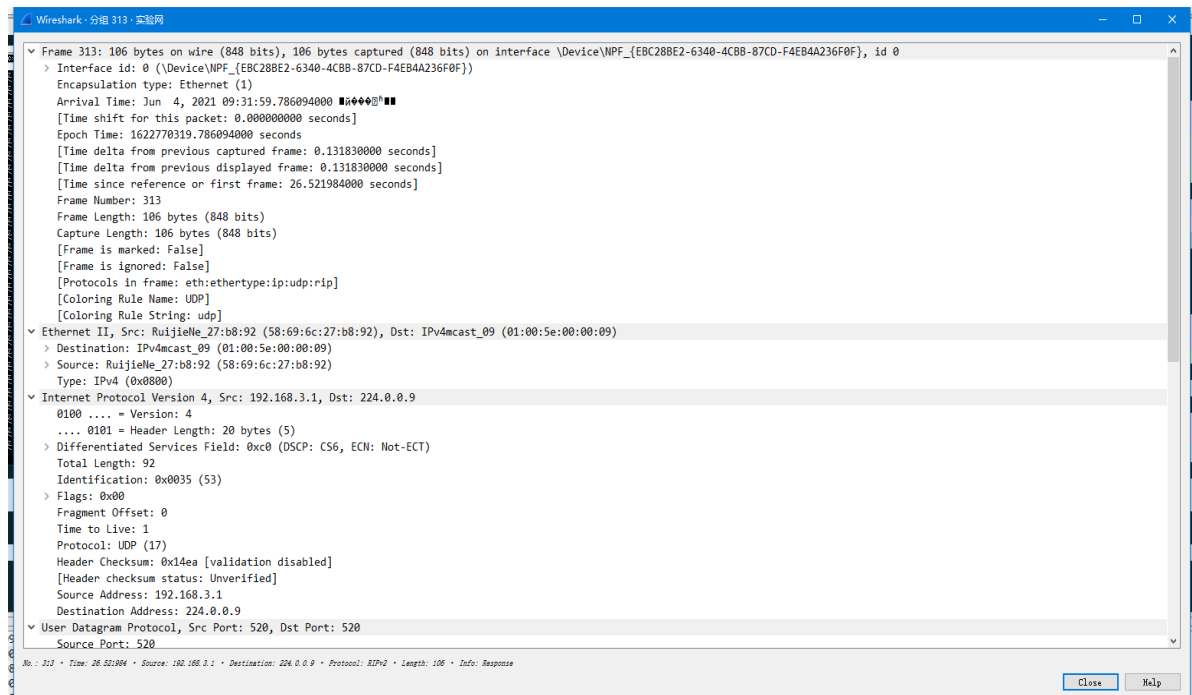 Wireshark · 分组 313 · 实验网
Frame 313: 106 bytes on wire (848 bits), 106 bytes captured (848 bits) on interface \Device\NPF_{EBC28BE2-6340-4CBB-87CD-F4EB4A236F0F}, id 0
Interface id: 0 (\Device\NPF_{EBC28BE2-6340-4CBB-87CD-F4EB4A236F0F})
Encapsulation type: Ethernet (1)
Arrival Time: Jun  4, 2021 09:31:59.786094000
[Time shift for this packet: 0.000000000 seconds]
Epoch Time: 1622770319.786094000 seconds
[Time delta from previous captured frame: 0.131830000 seconds]
[Time delta from previous displayed frame: 0.131830000 seconds]
[Time since reference or first frame: 26.521984000 seconds]
Frame Number: 313
Frame Length: 106 bytes (848 bits)
Capture Length: 106 bytes (848 bits)
[Frame is marked: False]
[Frame is ignored: False]
[Protocols in frame: eth:ethertype:ip:udp:rip]
[Coloring Rule Name: UDP]
[Coloring Rule String: udp]
Ethernet II, Src: RuijieNe_27:b8:92 (58:69:6c:27:b8:92), Dst: IPv4mcast_09 (01:00:5e:00:00:09)
Destination: IPv4mcast_09 (01:00:5e:00:00:09)
Source: RuijieNe_27:b8:92 (58:69:6c:27:b8:92)
Type: IPv4 (0x0800)
Internet Protocol Version 4, Src: 192.168.3.1, Dst: 224.0.0.9
0100 .... = Version: 4
.... 0101 = Header Length: 20 bytes (5)
Differentiated Services Field: 0xc0 (DSCP: CS6, ECN: Not-ECT)
Total Length: 92
Identification: 0x0035 (53)
Flags: 0x00
Fragment Offset: 0
Time to Live: 1
Protocol: UDP (17)
Header Checksum: 0x14ea [validation disabled]
[Header checksum status: Unverified]
Source Address: 192.168.3.1
Destination Address: 224.0.0.9
User Datagram Protocol, Src Port: 520, Dst Port: 520
Source Port: 520
No.: 313 · Time: 26.521984 · Source: 192.168.3.1 · Destination: 224.0.0.9 · Protocol: RIPv2 · Length: 106 · Info: Response
Close
Help